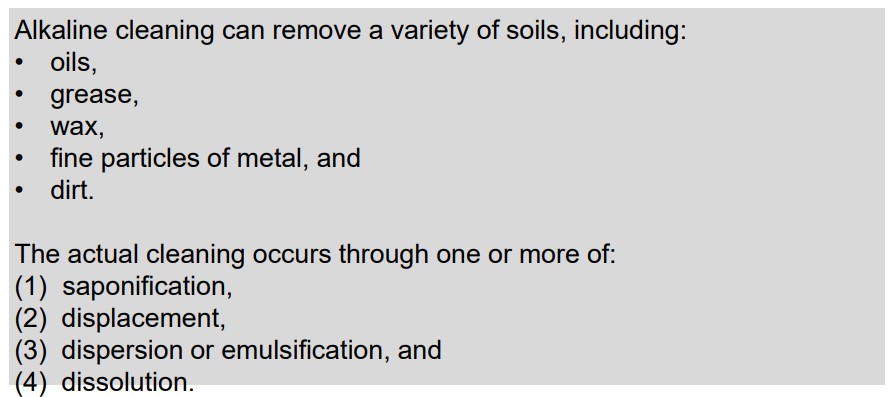 Alkaline cleaning can remove a variety of soils, including:
• oils,
• grease,
• wax,
• fine particles of metal, and
• dirt.
The actual cleaning occurs through one or more of:
(1) saponification,
(2) displacement,
(3) dispersion or emulsification, and
(4) dissolution.